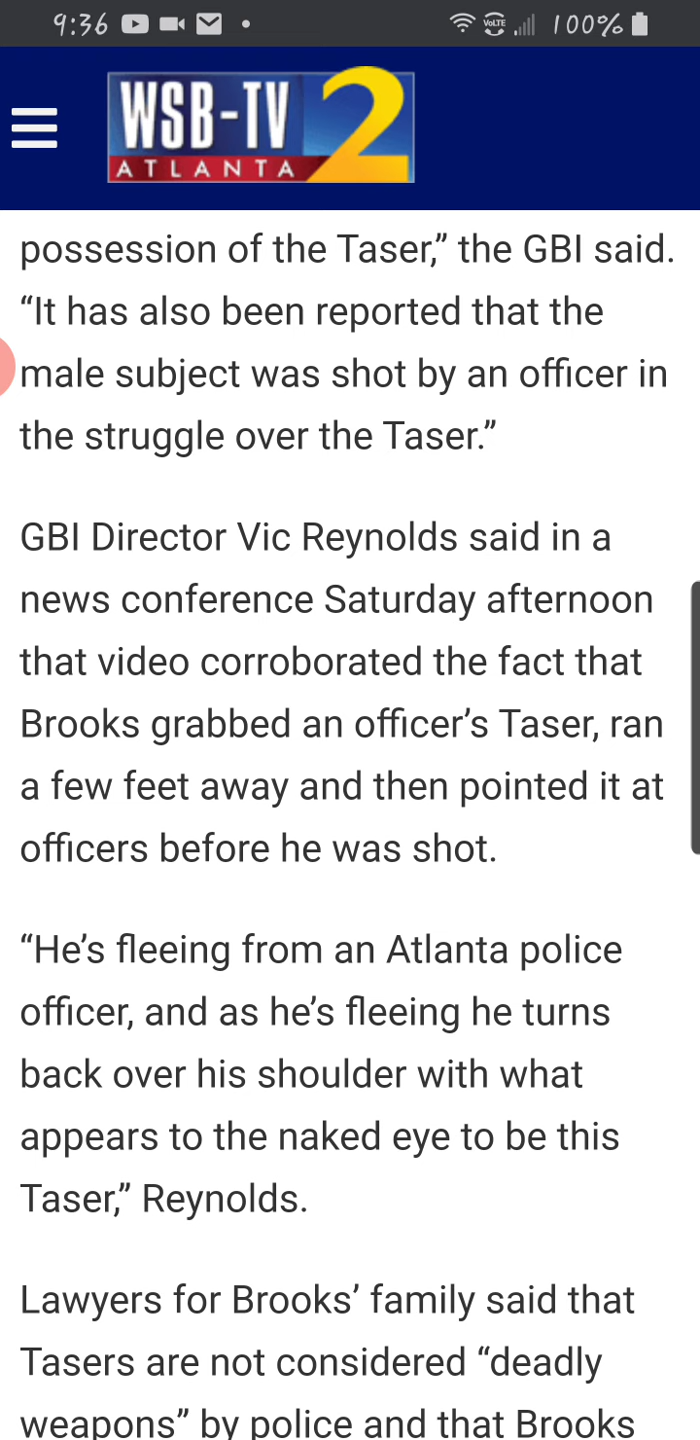 9:36 VoLTE 100%
WSB-TV 2
ATLANTA
possession of the Taser,” the GBI said.
“It has also been reported that the
male subject was shot by an officer in
the struggle over the Taser.”
GBI Director Vic Reynolds said in a
news conference Saturday afternoon
that video corroborated the fact that
Brooks grabbed an officer’s Taser, ran
a few feet away and then pointed it at
officers before he was shot.
“He’s fleeing from an Atlanta police
officer, and as he’s fleeing he turns
back over his shoulder with what
appears to the naked eye to be this
Taser,” Reynolds.
Lawyers for Brooks’ family said that
Tasers are not considered “deadly
weapons” by police and that Brooks